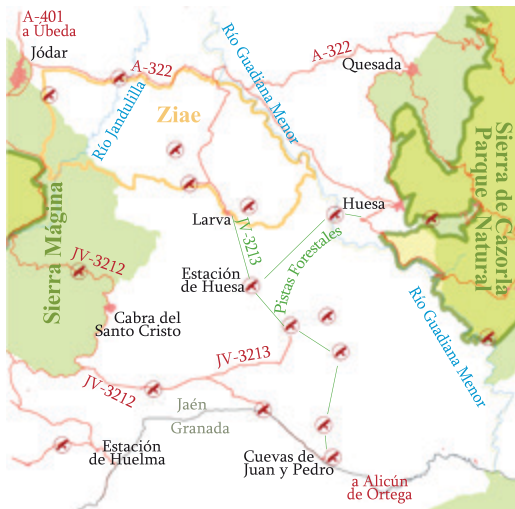 A-401
a Úbeda
Jódar
A-322
Río Jandulilla
Ziae
Río Guadiana Menor
A-322
Quesada
Sierra de Cazorla
Parque Natural
Sierra Mágina
JV-3212
Larva
JV-3213
Huesa
Pistas Forestales
Estación
de Huesa
Cabra del
Santo Cristo
JV-3213
JV-3212
Río Guadiana Menor
Jaén
Granada
Estación
de Huelma
Cuevas de
Juan y Pedro
a Alicún
de Ortega